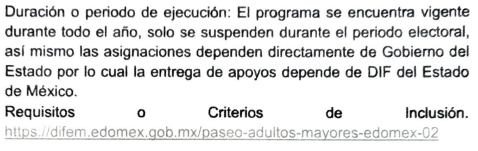 Duración o periodo de ejecución: El programa se encuentra vigente
durante todo el año, solo se suspenden durante el periodo electoral,
así mismo las asignaciones dependen directamente de Gobierno del
Estado por lo cual la entrega de apoyos depende de DIF del Estado
de México.
Requisitos o Criterios de Inclusión.
https://difem.edomex.gob.mx/paseo-adultos-mayores-edomex-02